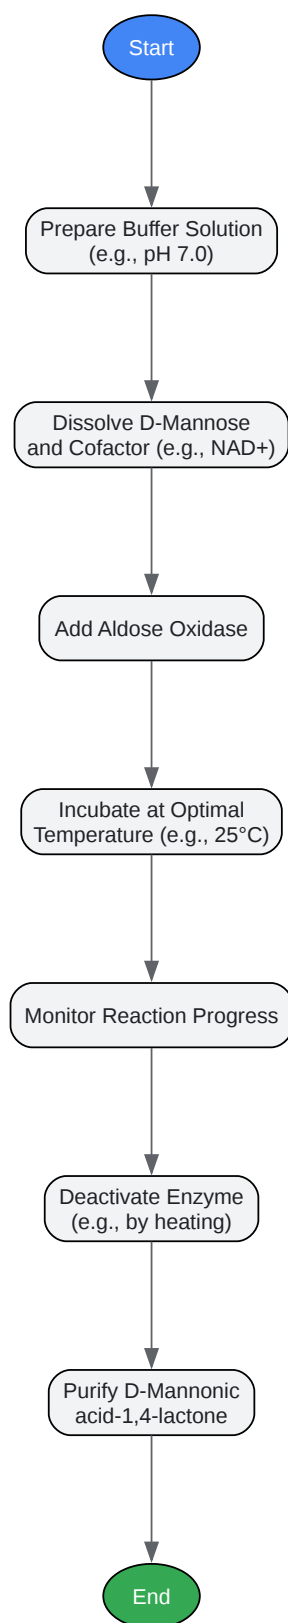 Start
Prepare Buffer Solution
(e.g., pH 7.0)
Dissolve D-Mannose
and Cofactor (e.g., NAD+)
Add Aldose Oxidase
Incubate at Optimal
Temperature (e.g., 25°C)
Monitor Reaction Progress
Deactivate Enzyme
(e.g., by heating)
Purify D-Mannonic
acid-1,4-lactone
End